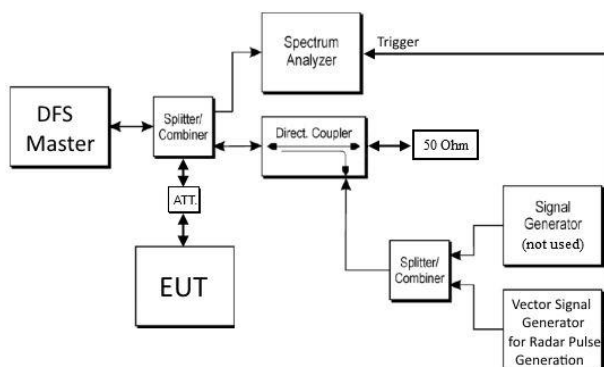 Spectrum
Analyzer
Trigger
DFS
Master
Splitter/
Combiner
Direct. Coupler
50 Ohm
ATT.
EUT
Splitter/
Combiner
Signal
Generator
(not used)
Vector Signal
Generator
for Radar Pulse
Generation